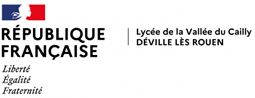 RÉPUBLIQUE
FRANÇAISE
Liberté
Égalité
Fraternité
Lycée de la Vallée du Cailly
DÉVILLE LÈS ROUEN